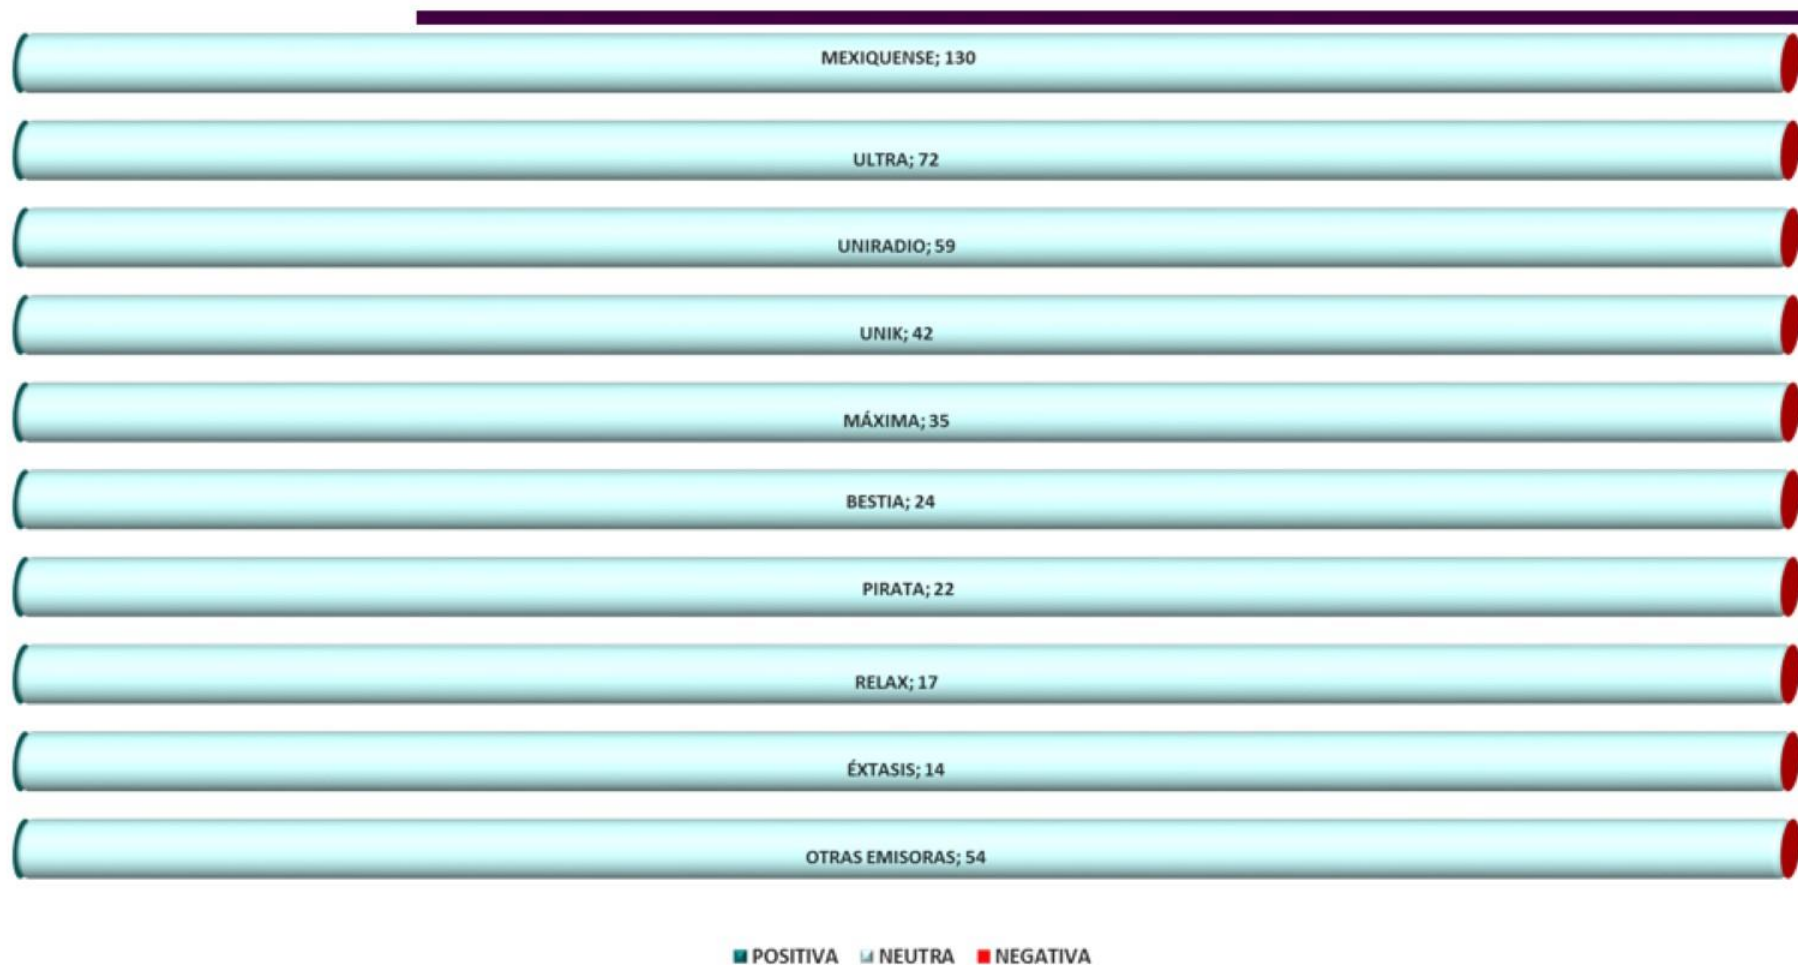 MEXIQUENSE; 130
ULTRA; 72
UNIRADIO; 59
UNIK; 42
MÁXIMA; 35
BESTIA; 24
PIRATA; 22
RELAX; 17
ÉXTASIS; 14
OTRAS EMISORAS; 54
POSITIVA NEUTRA NEGATIVA